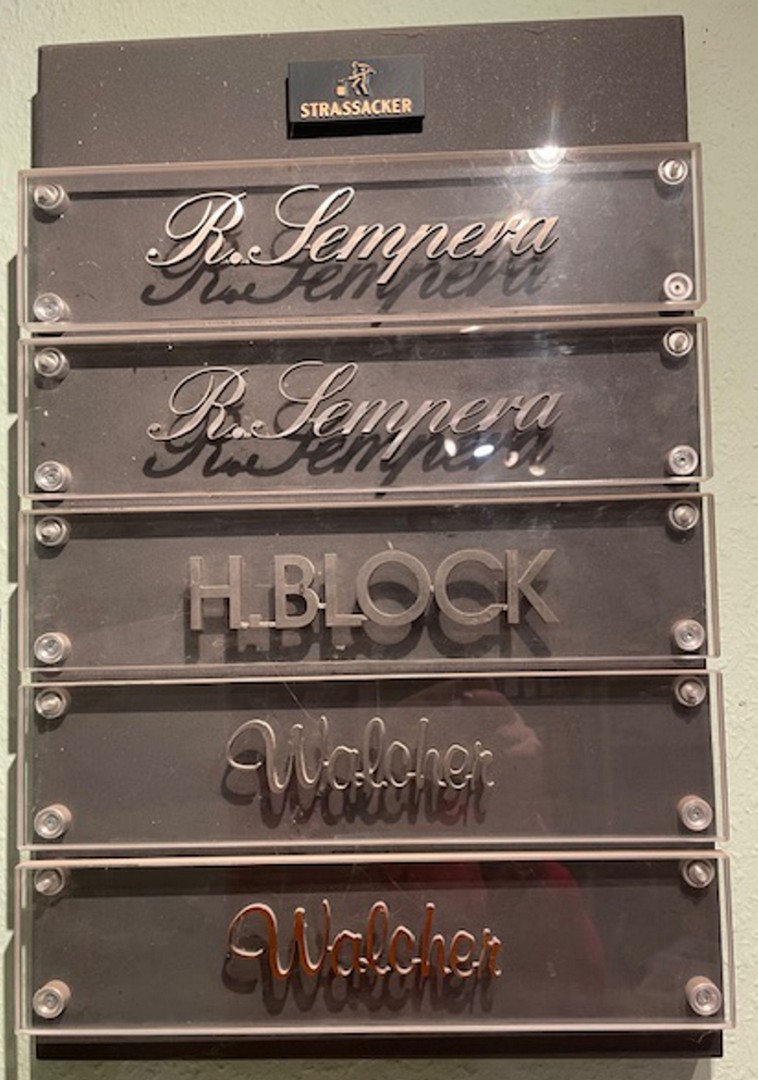 STRASSACKER
R. Sempera
R. Sempera
H. BLOCK
Walcher
Walcher